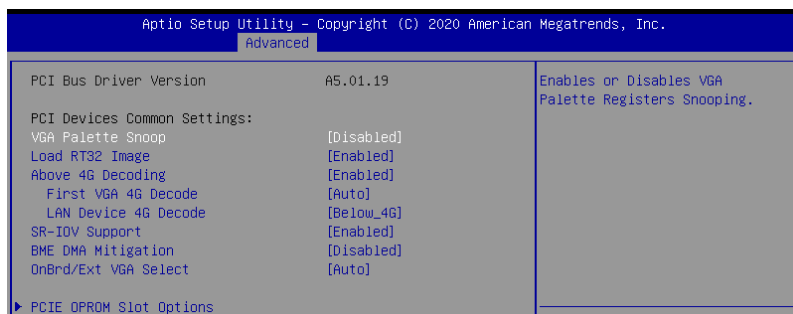 Aptio Setup Utility – Copyright (C) 2020 American Megatrends, Inc.
Advanced
PCI Bus Driver Version A5.01.19
PCI Devices Common Settings:
VGA Palette Snoop [Disabled]
Load RT32 Image [Enabled]
Above 4G Decoding [Enabled]
First VGA 4G Decode [Auto]
LAN Device 4G Decode [Below_4G]
SR-IOV Support [Enabled]
BME DMA Mitigation [Disabled]
OnBrd/Ext VGA Select [Auto]
PCIE OPROM Slot Options
Enables or Disables VGA
Palette Registers Snooping.